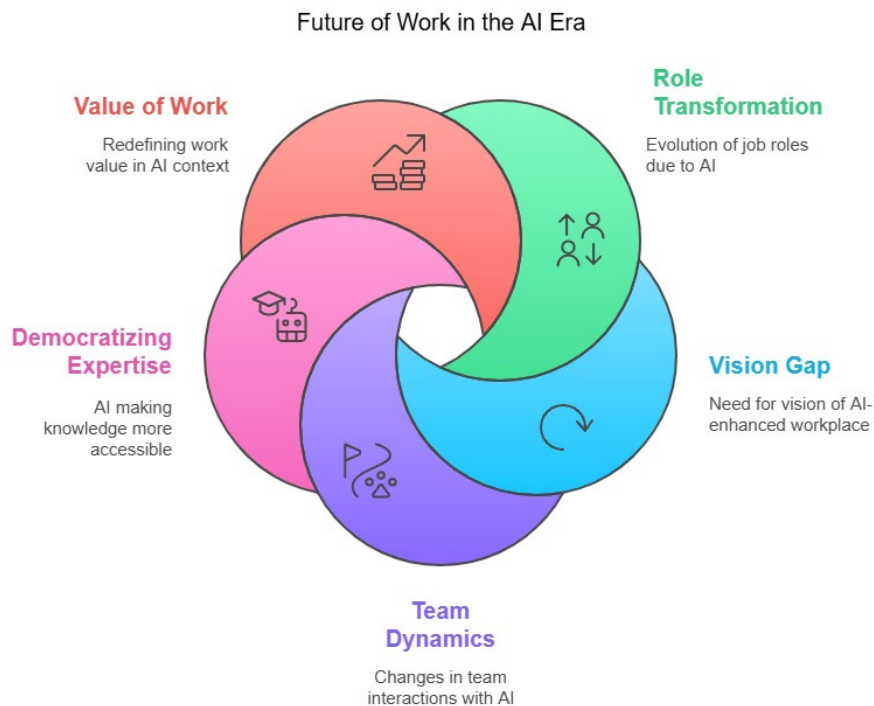 Future of Work in the AI Era
Value of Work
Redefining work
value in AI context
Role
Transformation
Evolution of job roles
due to AI
Democratizing
Expertise
AI making
knowledge more
accessible
Vision Gap
Need for vision of AI-
enhanced workplace
Team
Dynamics
Changes in team
interactions with AI